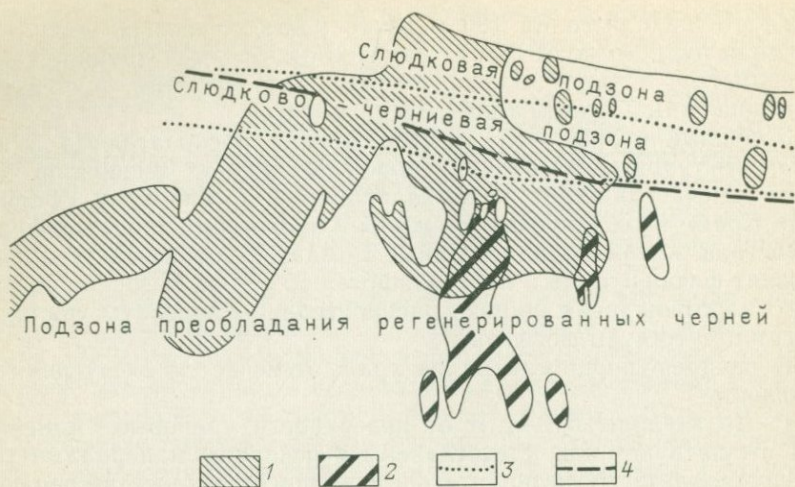 Слюдковая подзона
Слюдково-черниевая подзона
Подзона преобладания регенерированных черней
1 2 3 4